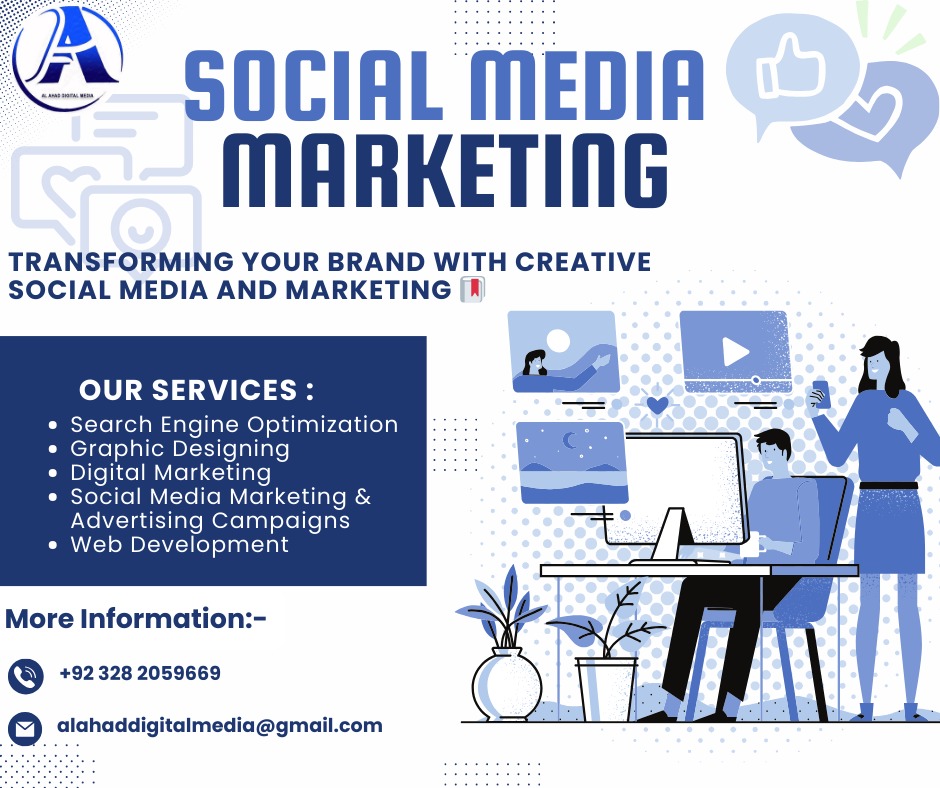 AL AHAD DIGITAL MEDIA
SOCIAL MEDIA
MARKETING
TRANSFORMING YOUR BRAND WITH CREATIVE
SOCIAL MEDIA AND MARKETING
OUR SERVICES :
• Search Engine Optimization
• Graphic Designing
• Digital Marketing
• Social Media Marketing &
Advertising Campaigns
• Web Development
More Information:-
+92 328 2059669
alahaddigitalmedia@gmail.com